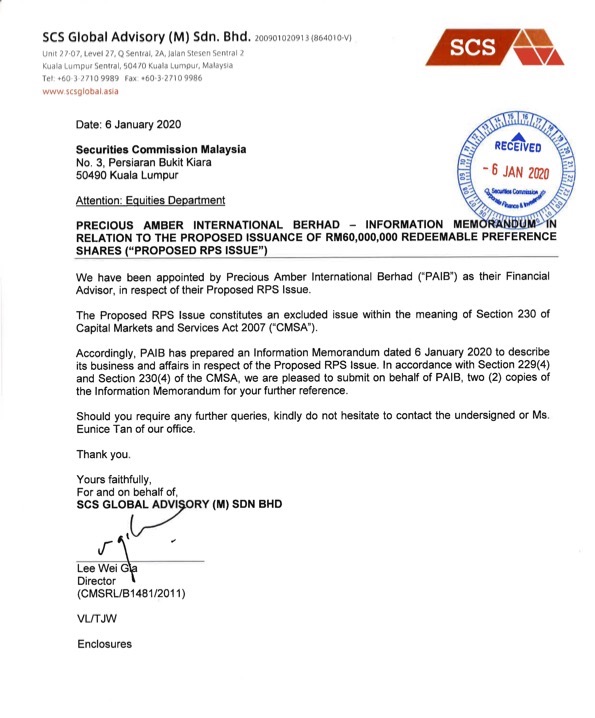 SCS Global Advisory (M) Sdn. Bhd. 200901020913 (864010-V)
Unit 27-07, Level 27, Q Sentral, 2A, Jalan Stesen Sentral 2
Kuala Lumpur Sentral, 50470 Kuala Lumpur, Malaysia
Tel: +60-3-2710 9989 Fax: +60-3-2710 9986
www.scsglobal.asia
SCS
Date: 6 January 2020
Securities Commission Malaysia
No. 3, Persiaran Bukit Kiara
50490 Kuala Lumpur
RECEIVED
- 6 JAN 2020
Securities Commission
Corporate Finance & Investments
Attention: Equities Department
PRECIOUS AMBER INTERNATIONAL BERHAD – INFORMATION MEMORANDUM IN
RELATION TO THE PROPOSED ISSUANCE OF RM60,000,000 REDEEMABLE PREFERENCE
SHARES ("PROPOSED RPS ISSUE")
We have been appointed by Precious Amber International Berhad ("PAIB") as their Financial
Advisor, in respect of their Proposed RPS Issue.
The Proposed RPS Issue constitutes an excluded issue within the meaning of Section 230 of
Capital Markets and Services Act 2007 ("CMSA").
Accordingly, PAIB has prepared an Information Memorandum dated 6 January 2020 to describe
its business and affairs in respect of the Proposed RPS Issue. In accordance with Section 229(4)
and Section 230(4) of the CMSA, we are pleased to submit on behalf of PAIB, two (2) copies of
the Information Memorandum for your further reference.
Should you require any further queries, kindly do not hesitate to contact the undersigned or Ms.
Eunice Tan of our office.
Thank you.
Yours faithfully,
For and on behalf of,
SCS GLOBAL ADVISORY (M) SDN BHD
Lee Wei Gia
Director
(CMSRL/B1481/2011)
VL/TJW
Enclosures